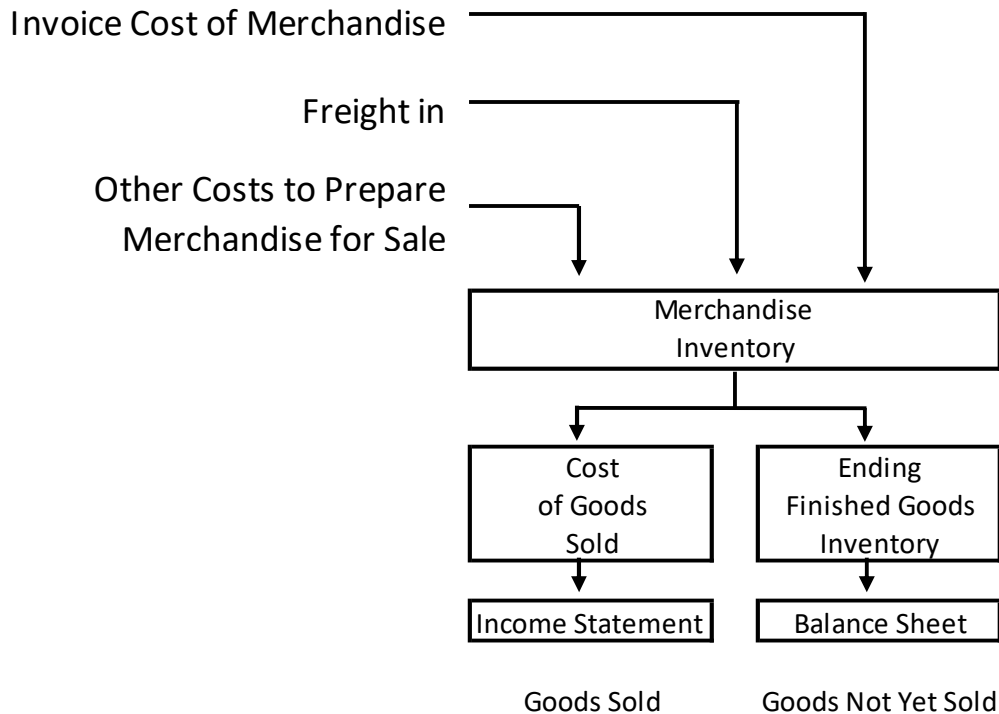 Invoice Cost of Merchandise
Freight in
Other Costs to Prepare
Merchandise for Sale
Merchandise
Inventory
Cost
of Goods
Sold
Ending
Finished Goods
Inventory
Income Statement
Balance Sheet
Goods Sold
Goods Not Yet Sold